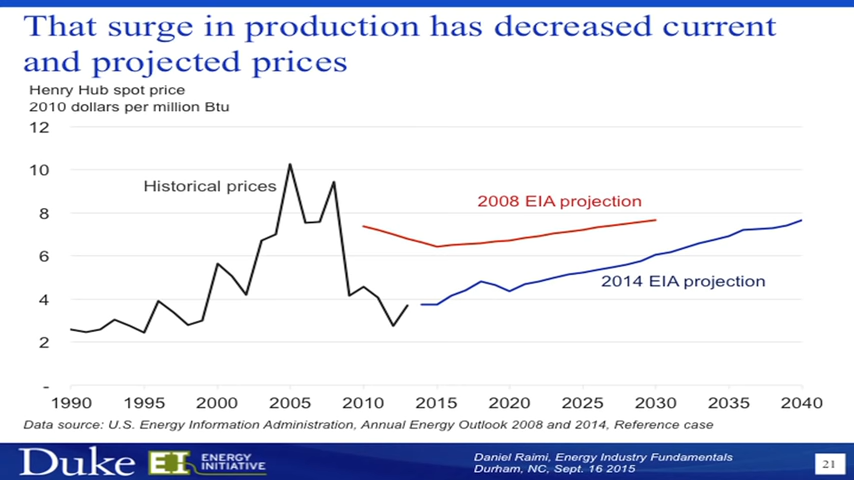 That surge in production has decreased current
and projected prices
Henry Hub spot price
2010 dollars per million Btu
12
10
8
6
4
2
-
Historical prices
2008 EIA projection
2014 EIA projection
1990 1995 2000 2005 2010 2015 2020 2025 2030 2035 2040
Data source: U.S. Energy Information Administration, Annual Energy Outlook 2008 and 2014, Reference case
Duke EI ENERGY
INITIATIVE
Daniel Raimi, Energy Industry Fundamentals
Durham, NC, Sept. 16 2015
21